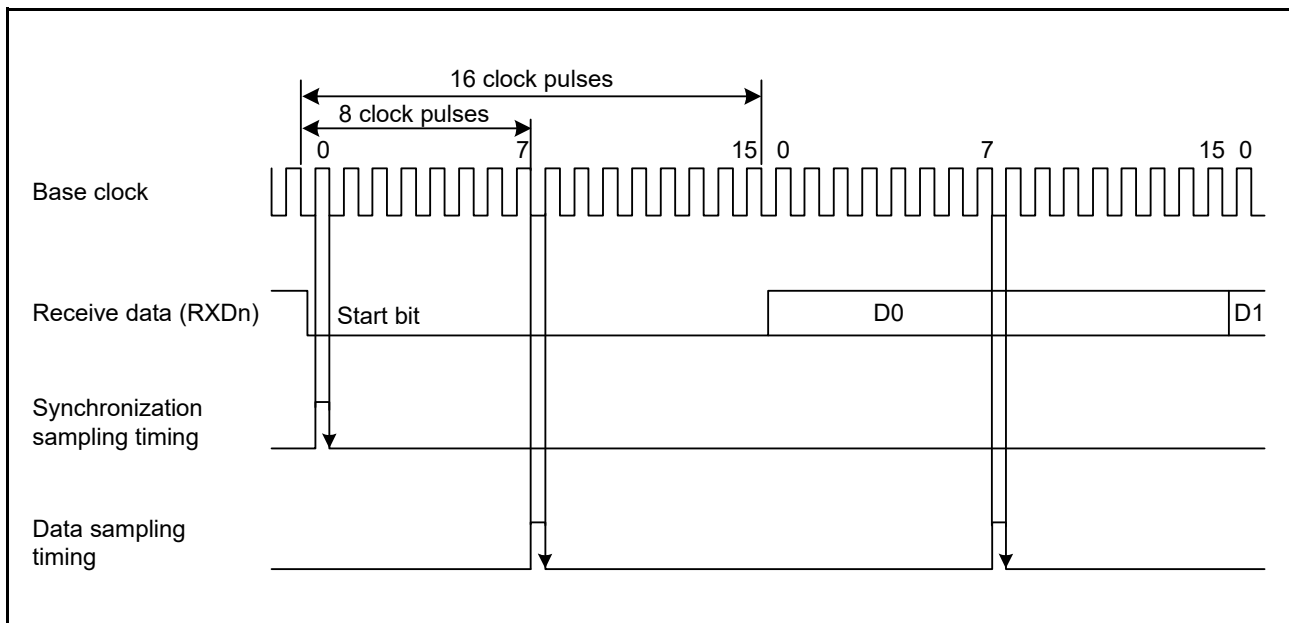 16 clock pulses
8 clock pulses
0 7 15 0 7 15 0
Base clock
Receive data (RXDn)
Start bit
D0
D1
Synchronization
sampling timing
Data sampling
timing